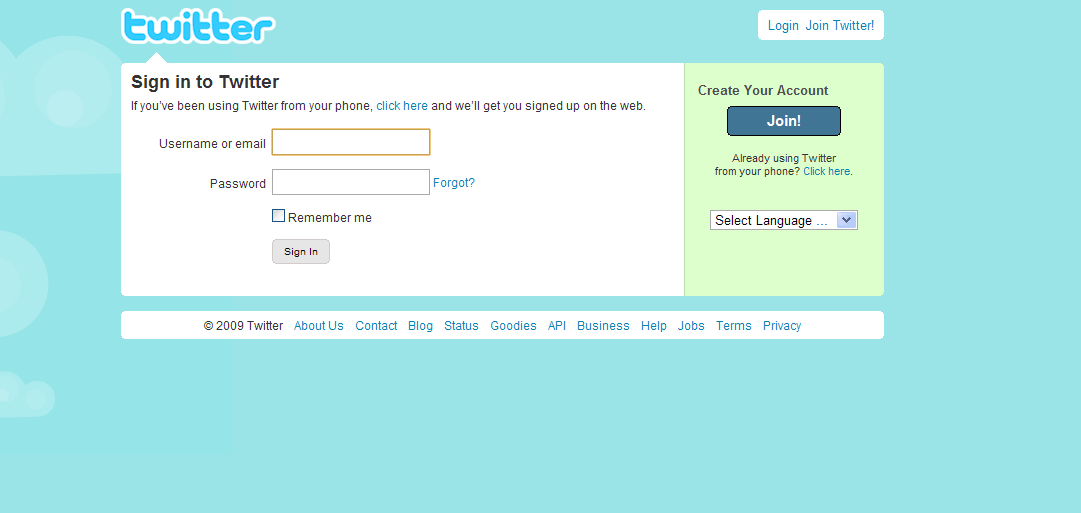 twitter
Login Join Twitter!
Sign in to Twitter
If you've been using Twitter from your phone, click here and we'll get you signed up on the web.
Username or email
Password Forgot?
Remember me
Sign In
Create Your Account
Join!
Already using Twitter
from your phone? Click here.
Select Language ...
© 2009 Twitter About Us Contact Blog Status Goodies API Business Help Jobs Terms Privacy